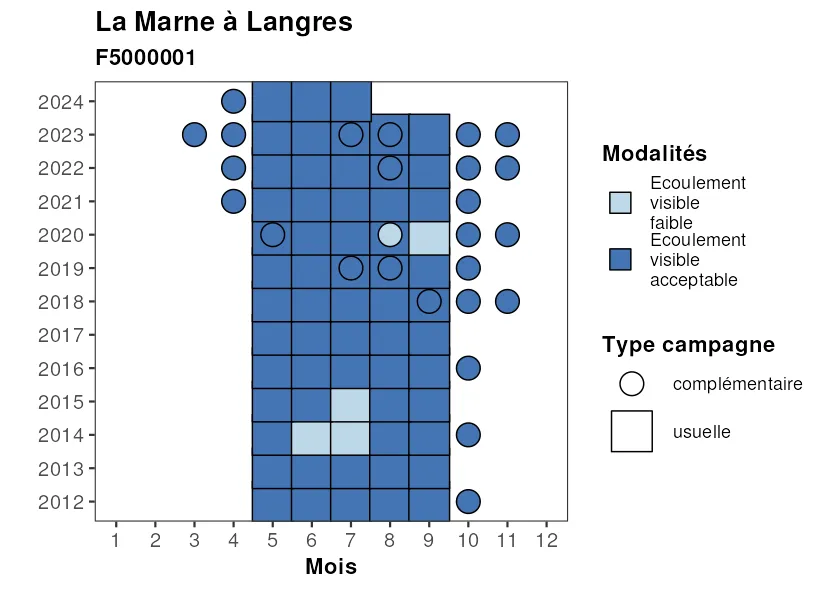 La Marne à Langres
F5000001
2024
2023
2022
2021
2020
2019
2018
2017
2016
2015
2014
2013
2012
1 2 3 4 5 6 7 8 9 10 11 12
Mois
Modalités
Ecoulement
visible
faible
Ecoulement
visible
acceptable
Type campagne
complémentaire
usuelle